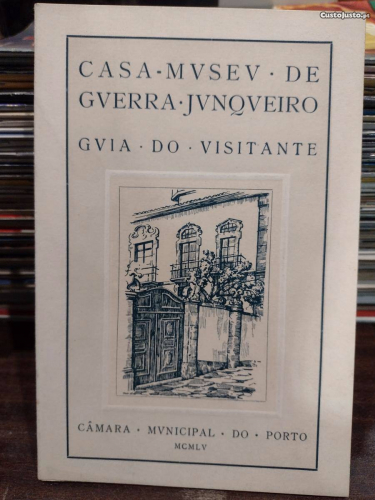 CustoJusto.pt
CASA · MVSEV · DE
GVERRA · JVNQVEIRO
GVIA · DO · VISITANTE
CÂMARA · MVNICIPAL · DO · PORTO
MCMLV